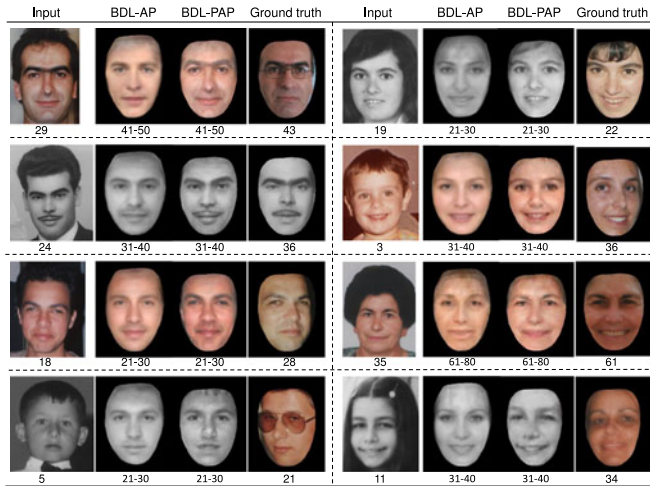 Input BDL-AP BDL-PAP Ground truth Input BDL-AP BDL-PAP Ground truth
29 41-50 41-50 43 19 21-30 21-30 22
24 31-40 31-40 36 3 31-40 31-40 36
18 21-30 21-30 28 35 61-80 61-80 61
5 21-30 21-30 21 11 31-40 31-40 34